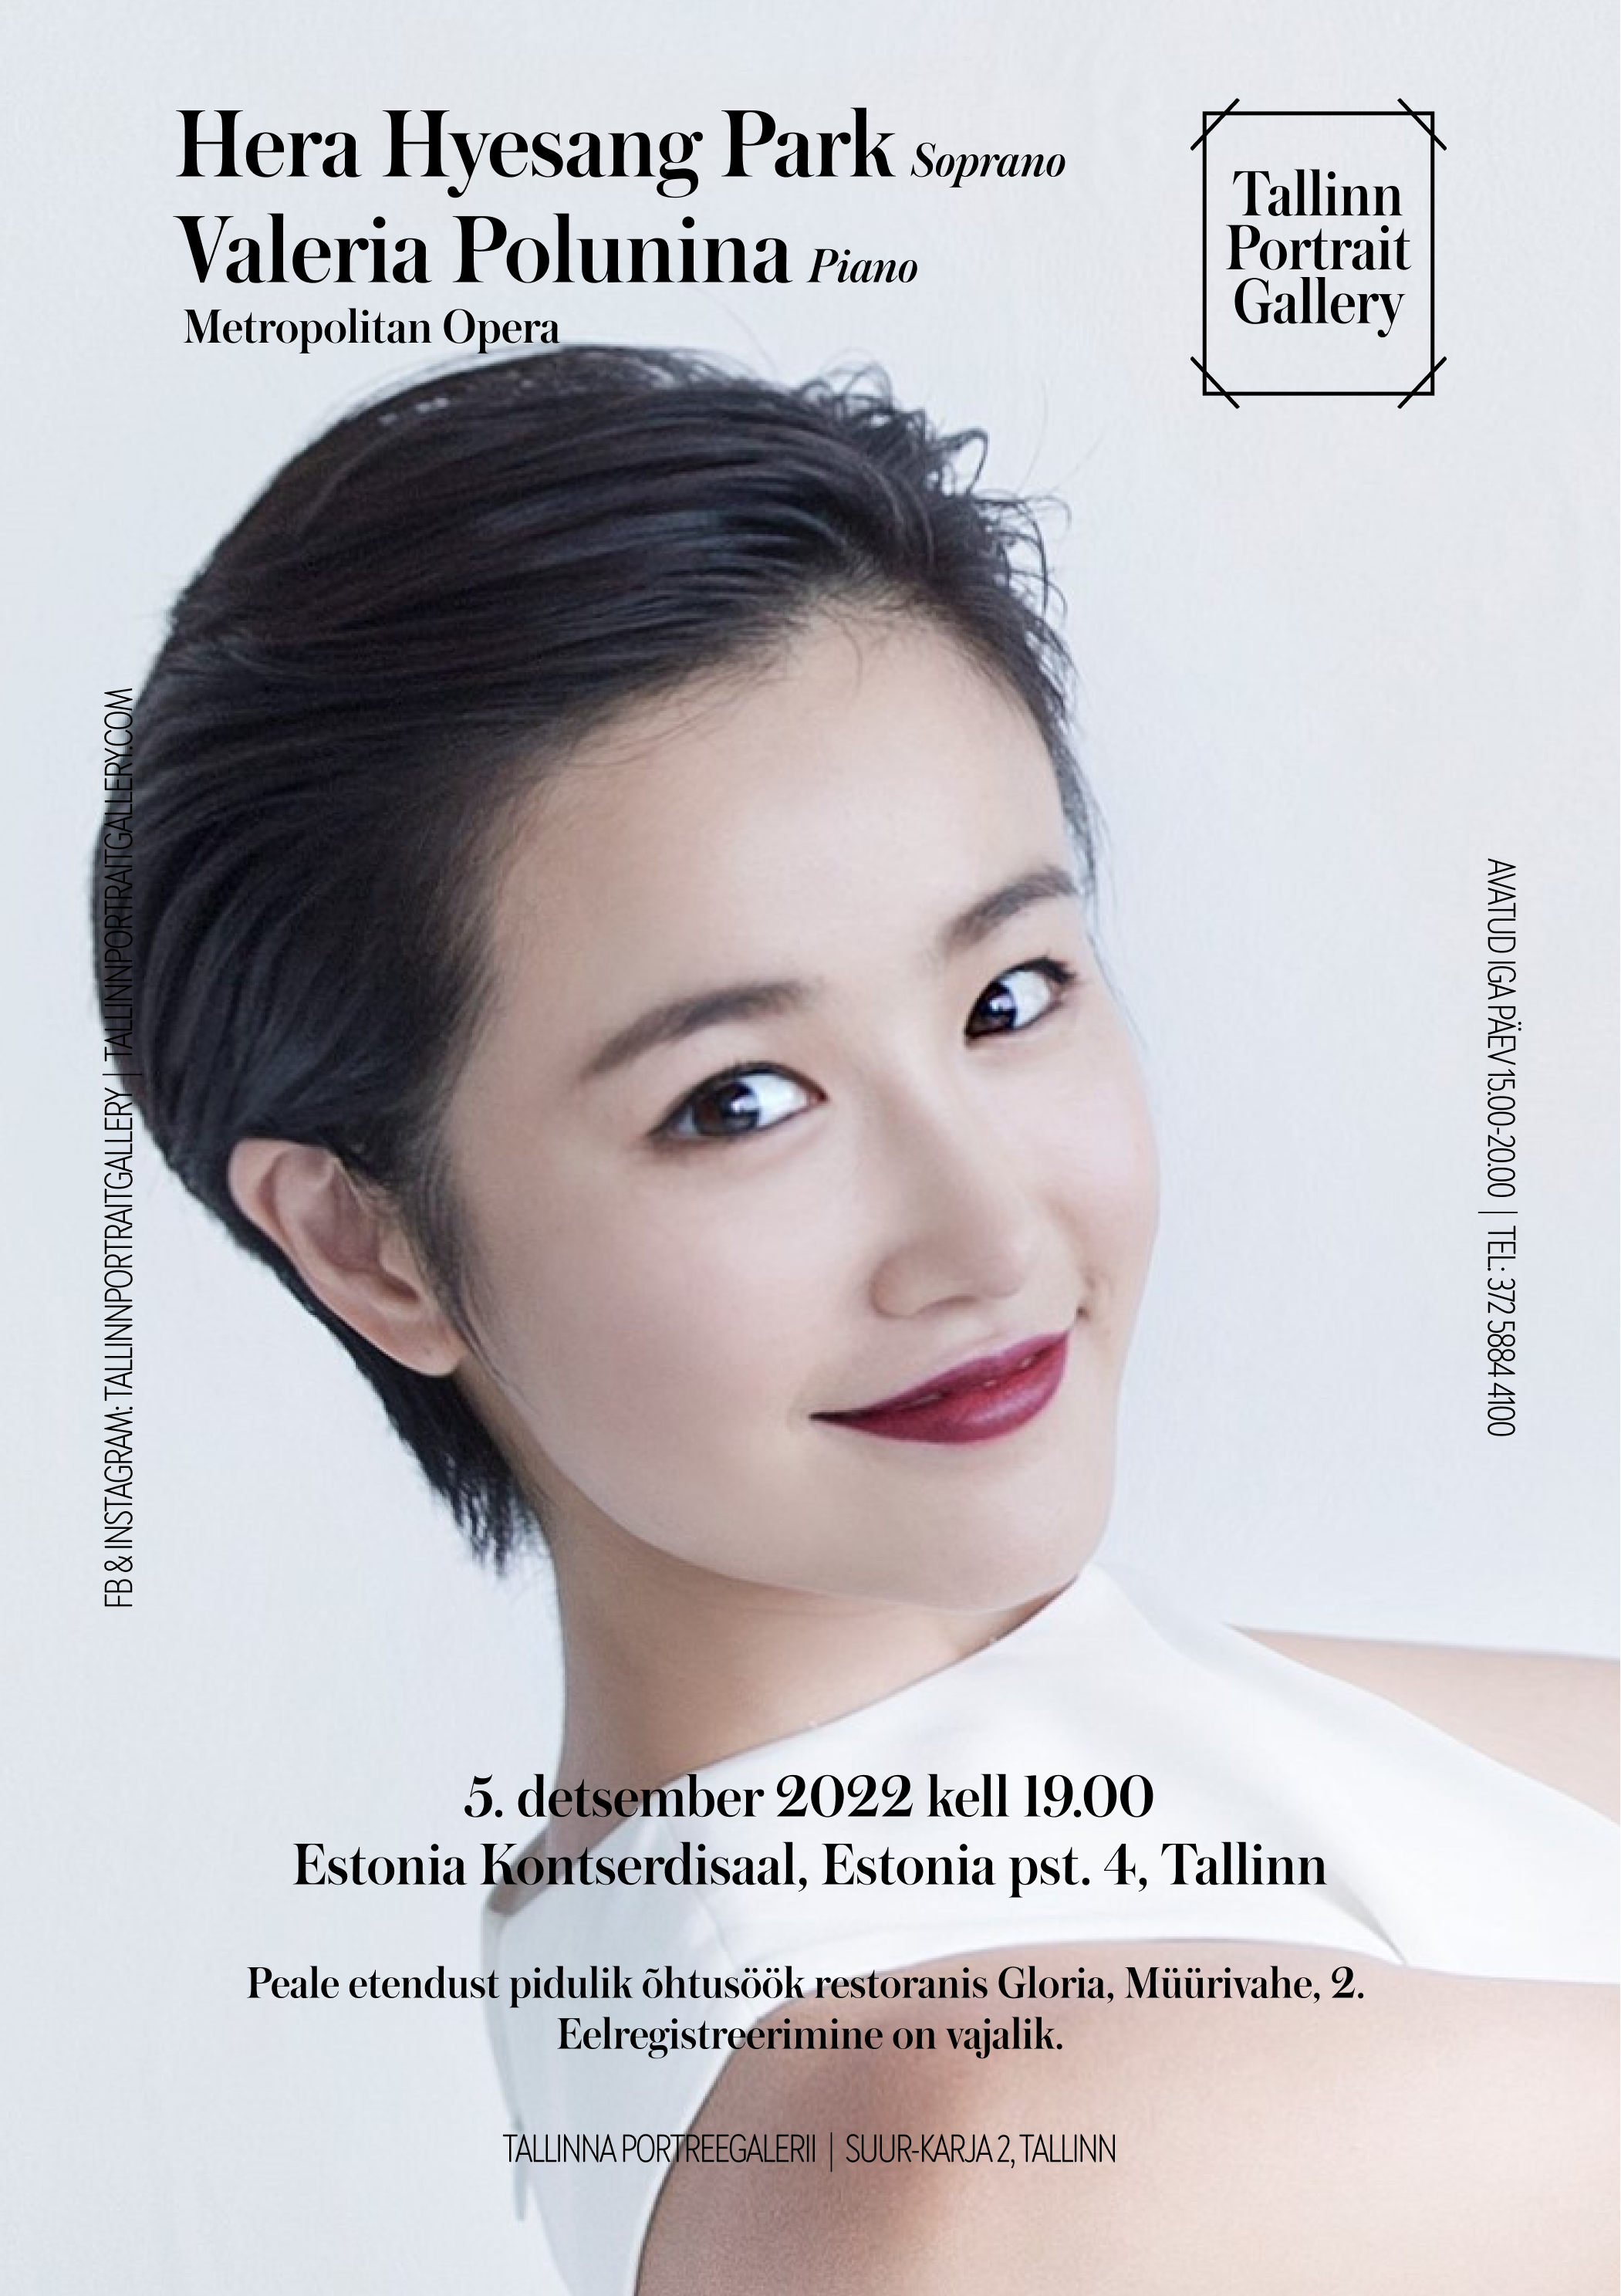 Hera Hyesang Park Soprano
Valeria Polunina Piano
Metropolitan Opera
Tallinn
Portrait
Gallery
FB & INSTAGRAM: TALLINNPORTRAITGALLERY | TALLINNPORTRAITGALLERY.COM
AVATUD IGA PÄEV 15.00-20.00 | TEL: 372 5884 4100
5. detsember 2022 kell 19.00
Estonia Kontserdisaal, Estonia pst. 4, Tallinn
Peale etendust pidulik õhtusöök restoranis Gloria, Müürivahe, 2.
Eelregistreerimine on vajalik.
TALLINNA PORTREEGALERII | SUUR-KARJA 2, TALLINN